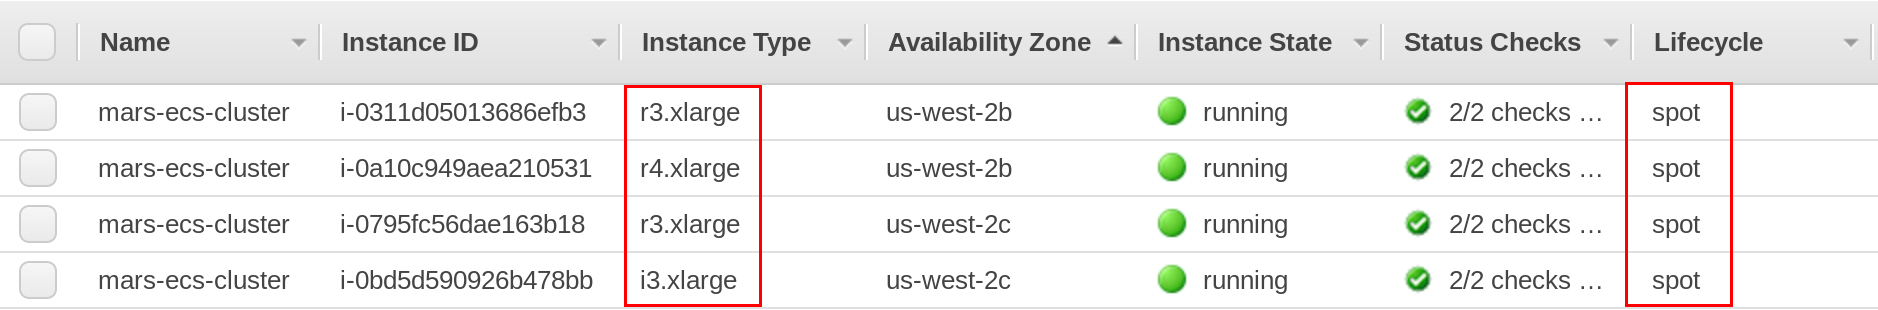 Name Instance ID Instance Type Availability Zone Instance State Status Checks Lifecycle
mars-ecs-cluster i-0311d05013686efb3 r3.xlarge us-west-2b running 2/2 checks … spot
mars-ecs-cluster i-0a10c949aea210531 r4.xlarge us-west-2b running 2/2 checks … spot
mars-ecs-cluster i-0795fc56dae163b18 r3.xlarge us-west-2c running 2/2 checks … spot
mars-ecs-cluster i-0bd5d590926b478bb i3.xlarge us-west-2c running 2/2 checks … spot